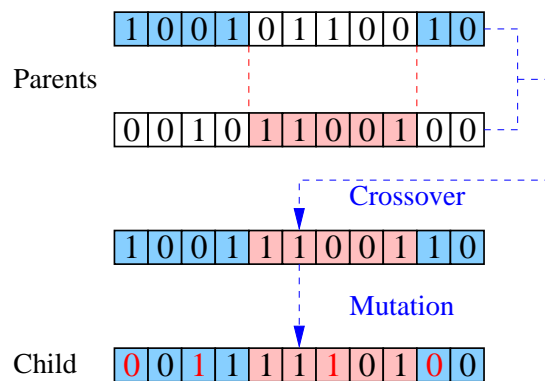 1 0 0 1 0 1 1 0 0 1 0
Parents
0 0 1 0 1 1 0 0 1 0 0
Crossover
1 0 0 1 1 1 0 0 1 1 0
Mutation
Child 0 0 1 1 1 1 1 0 1 0 0